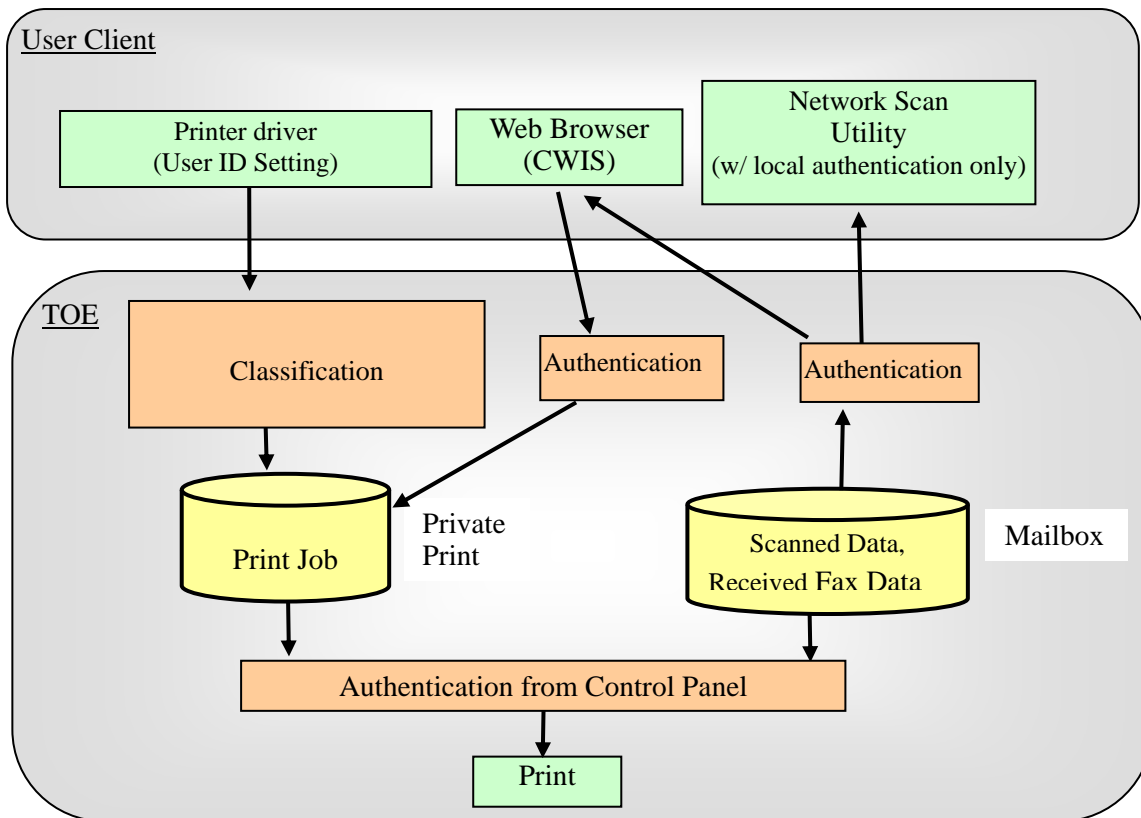 User Client
Printer driver
(User ID Setting)
Web Browser
(CWIS)
Network Scan
Utility
(w/ local authentication only)
TOE
Classification
Authentication
Authentication
Print Job
Private
Print
Scanned Data,
Received Fax Data
Mailbox
Authentication from Control Panel
Print